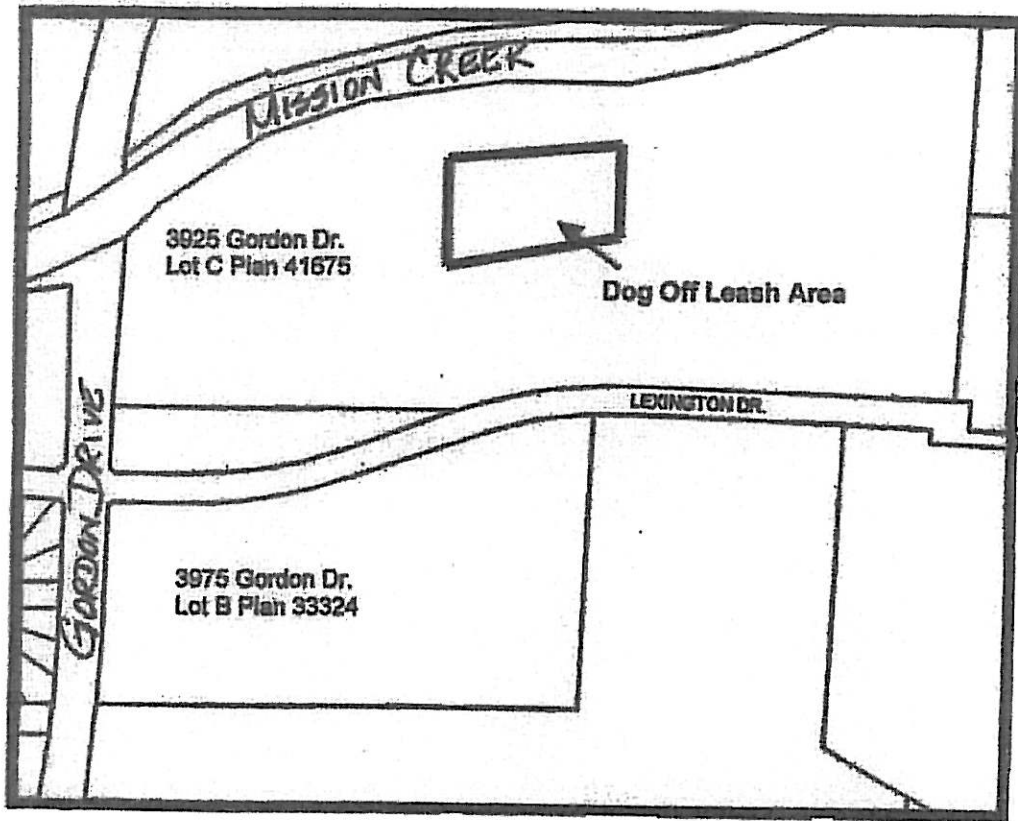 MISSION CREEK
3925 Gordon Dr.
Lot C Plan 41675
Dog Off Leash Area
LEXINGTON DR.
GORDON DRIVE
3975 Gordon Dr.
Lot B Plan 33324